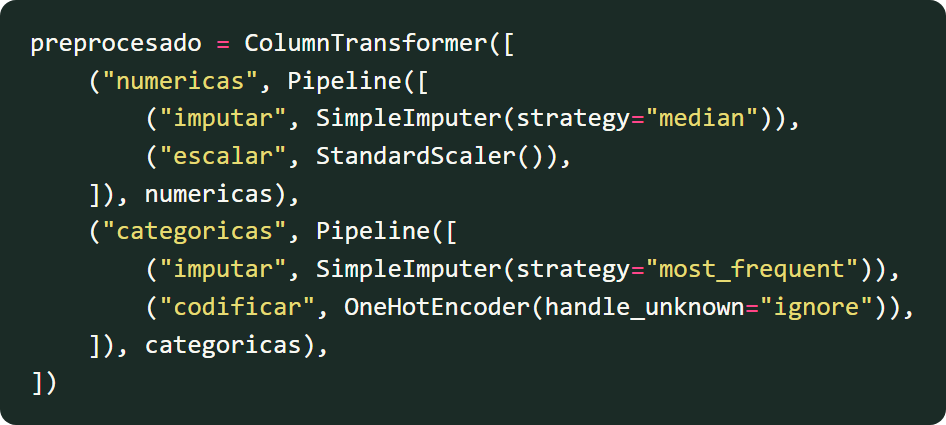 preprocesado = ColumnTransformer([
    ("numericas", Pipeline([
        ("imputar", SimpleImputer(strategy="median")),
        ("escalar", StandardScaler()),
    ]), numericas),
    ("categoricas", Pipeline([
        ("imputar", SimpleImputer(strategy="most_frequent")),
        ("codificar", OneHotEncoder(handle_unknown="ignore")),
    ]), categoricas),
])